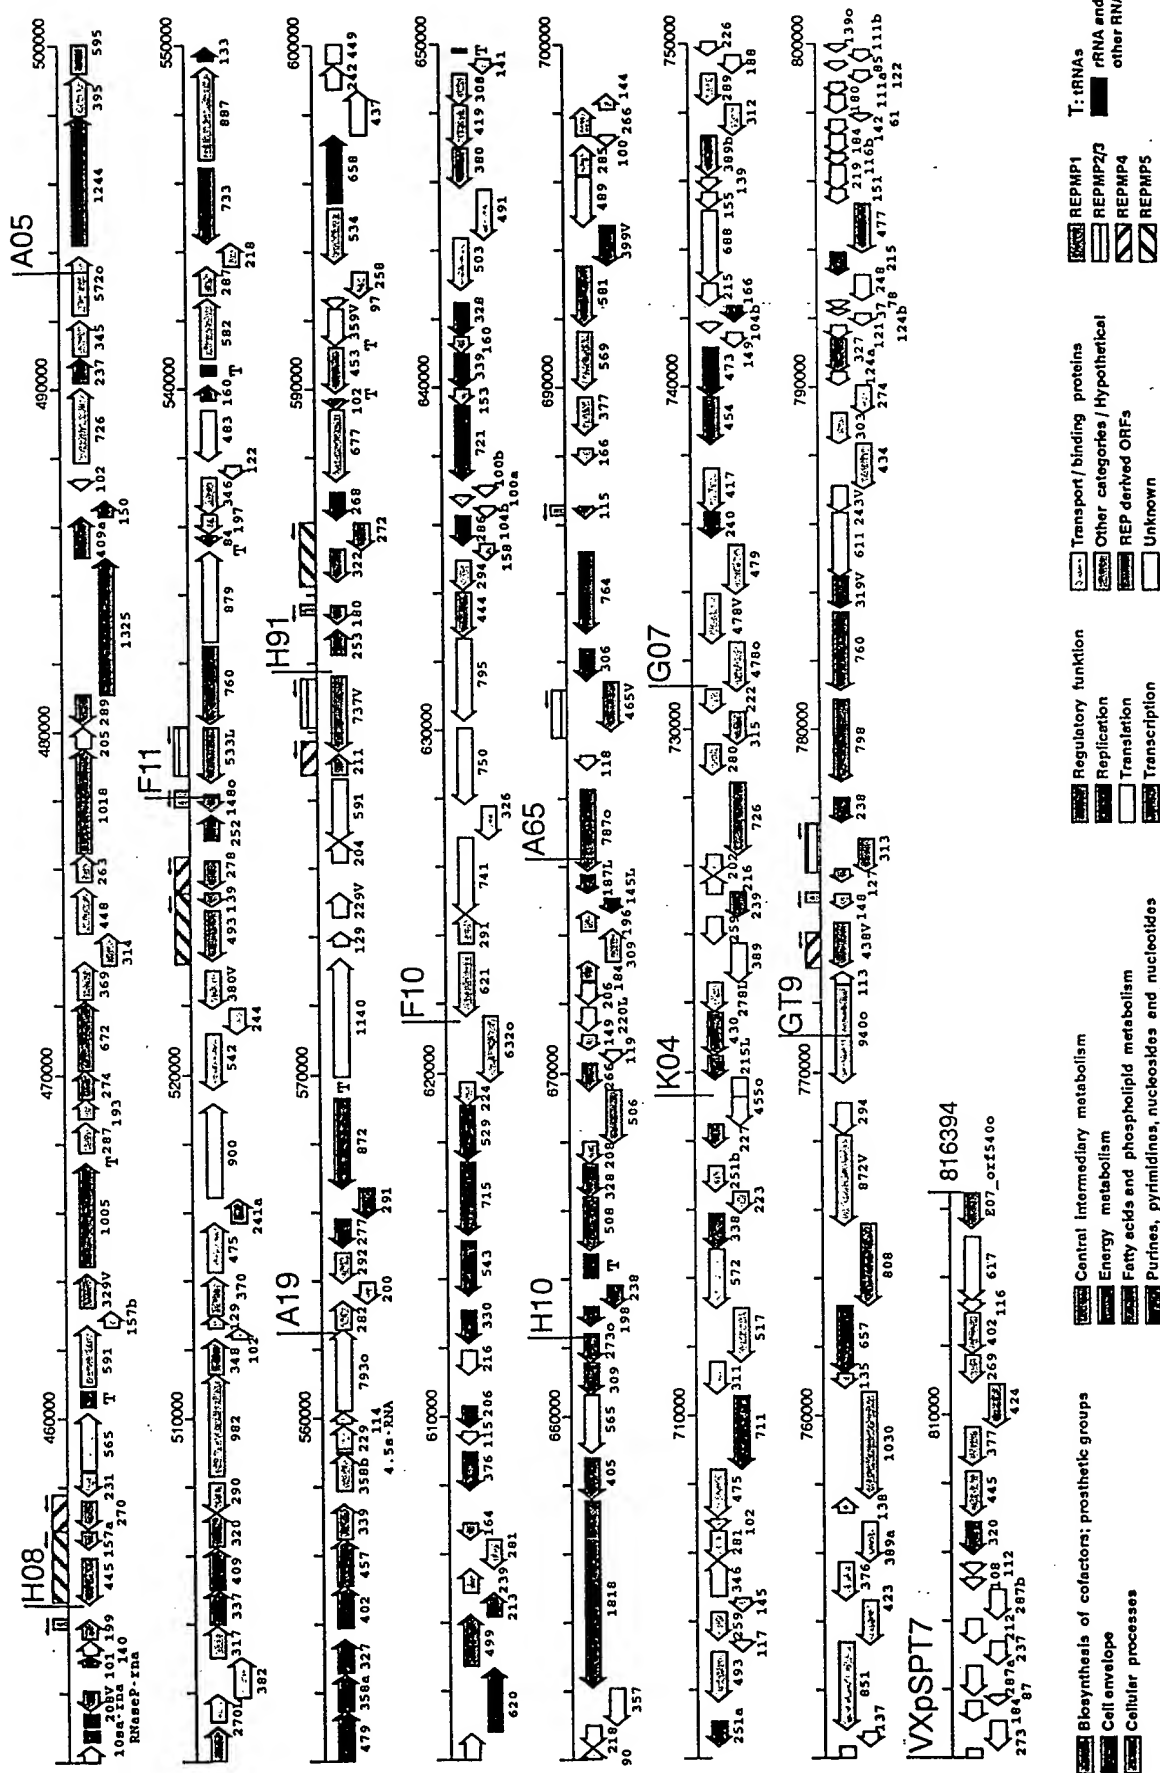 H08 A05
460000 470000 480000 490000 500000
10sa-rna 208V 101 199 445 157a 231 565 T 591 329V 1005 T 287 274 672 369 448 263 1018 205 289 409a 102 726 237 345 572o 1244 395 595
RNaseP-rna 140 270 157b 193 314 1325 150
F11
510000 520000 540000 550000
270L 317 337 409 320 290 982 348 129 370 475 900 542 380V 493 139 278 252 148o 533L 760 879 T 84 197 346 483 160 T 582 287 733 887 133
382 102 241a 244 122 218
A19 H91
560000 570000 590000 600000
479 358a 327 402 457 339 358b 229 114 793o 282 292 277 872 T 1140 129 229V 204 591 211 737V 253 180 322 268 677 102 T 453 T 359V 534 658 242 449
4.5s-RNA 200 291 272 97 258 437
F10
610000 620000 630000 640000 650000
499 164 376 115 206 216 330 543 715 529 224 621 291 741 750 795 444 294 286 721 153 339 160 328 503 380 419 308 T
620 213 239 281 632o 326 158 104b 100a 100b 491 141
H10 A65
660000 670000 690000 700000
218 1818 405 565 309 273o 198 T 508 328 208 266 149 220L 206 184 196 187L 787o 118 306 764 115 166 377 569 581 489 285 266
90 357 238 506 119 309 145L 465V 399V 100 144
K04 G07
710000 730000 740000 750000
251a 493 259 346 281 102 475 311 572 338 251b 227 215L 430 278L 259 202 280 222 478V 240 417 454 473 215 688 155 139 389b 289 226
117 145 711 517 223 455o 389 239 216 726 315 478o 479 149 104b 166 312 188
GT9
760000 770000 780000 790000 800000
851 376 138 1030 135 657 872V 294 940o 113 438V 148 127 238 798 760 319V 611 243V 303 124a 327 121 37 215 151 219 184 142 180 139o
137 423 389a 808 313 434 274 124b 78 248 477 116b 61 111a 122 85 111b
VXpSPT7
810000 816394
273 184 287a 212 108 320 445 377 269 402 116 617 E07_orf540o
87 237 287b 112 424
Biosynthesis of cofactors; prosthetic groups
Cell envelope
Cellular processes
Central intermediary metabolism
Energy metabolism
Fatty acids and phospholipid metabolism
Purines, pyrimidines, nucleosides and nucleotides
Regulatory funktion
Replication
Translation
Transcription
Transport/binding proteins
Other categories/Hypothetical
REP derived ORFs
Unknown
REPMP1
REPMP2/3
REPMP4
REPMP5
T: tRNAs
rRNA and
other RN